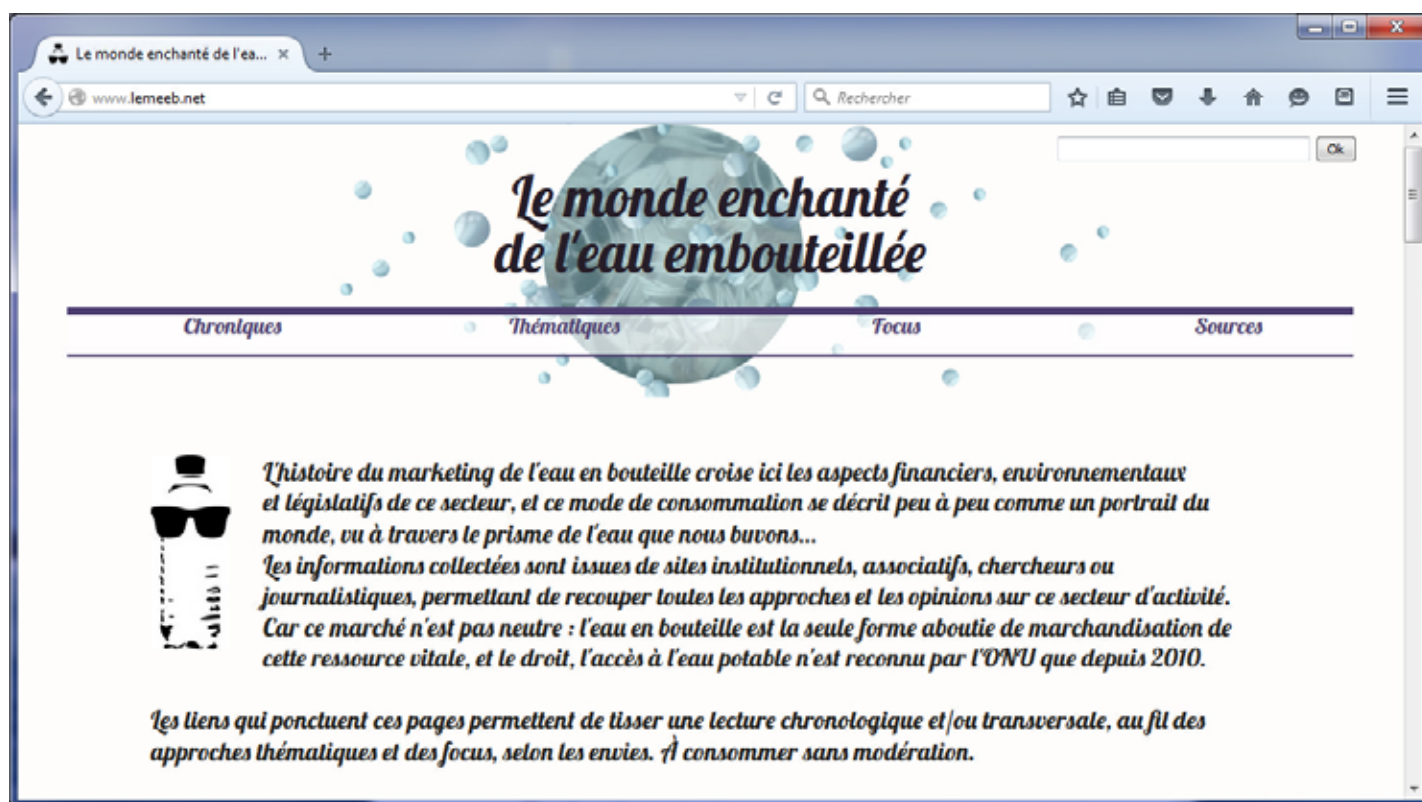 Le monde enchanté de l'ea...
www.lemeeb.net
Rechercher
Ok
Le monde enchanté
de l'eau embouteillée
Chroniques Thématiques Focus Sources
L'histoire du marketing de l'eau en bouteille croise ici les aspects financiers, environnementaux
et législatifs de ce secteur, et ce mode de consommation se décrit peu à peu comme un portrait du
monde, vu à travers le prisme de l'eau que nous buvons...
Les informations collectées sont issues de sites institutionnels, associatifs, chercheurs ou
journalistiques, permettant de recouper toutes les approches et les opinions sur ce secteur d'activité.
Car ce marché n'est pas neutre : l'eau en bouteille est la seule forme aboutie de marchandisation de
cette ressource vitale, et le droit, l'accès à l'eau potable n'est reconnu par l'ONU que depuis 2010.
Les liens qui ponctuent ces pages permettent de tisser une lecture chronologique et/ou transversale, au fil des
approches thématiques et des focus, selon les envies. À consommer sans modération.